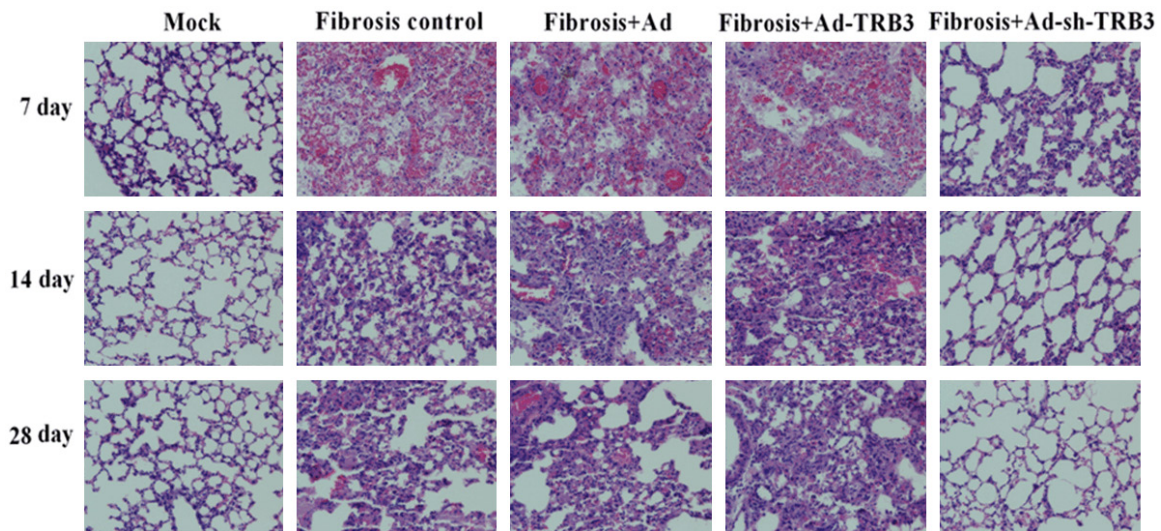 Mock Fibrosis control Fibrosis+Ad Fibrosis+Ad-TRB3 Fibrosis+Ad-sh-TRB3
7 day
14 day
28 day